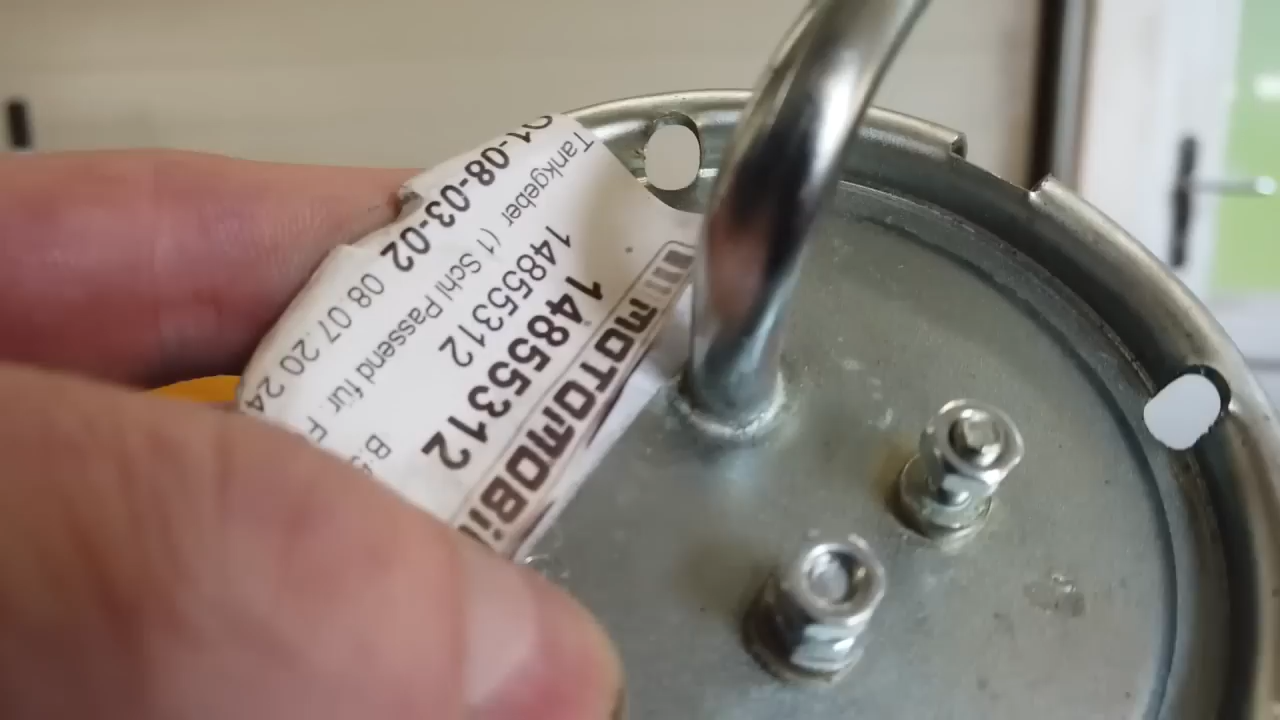 MOTOMOBiL
14855312
14855312
Tankgeber (1 Schl Passend für F
01-08-03-02 08.07.20 24